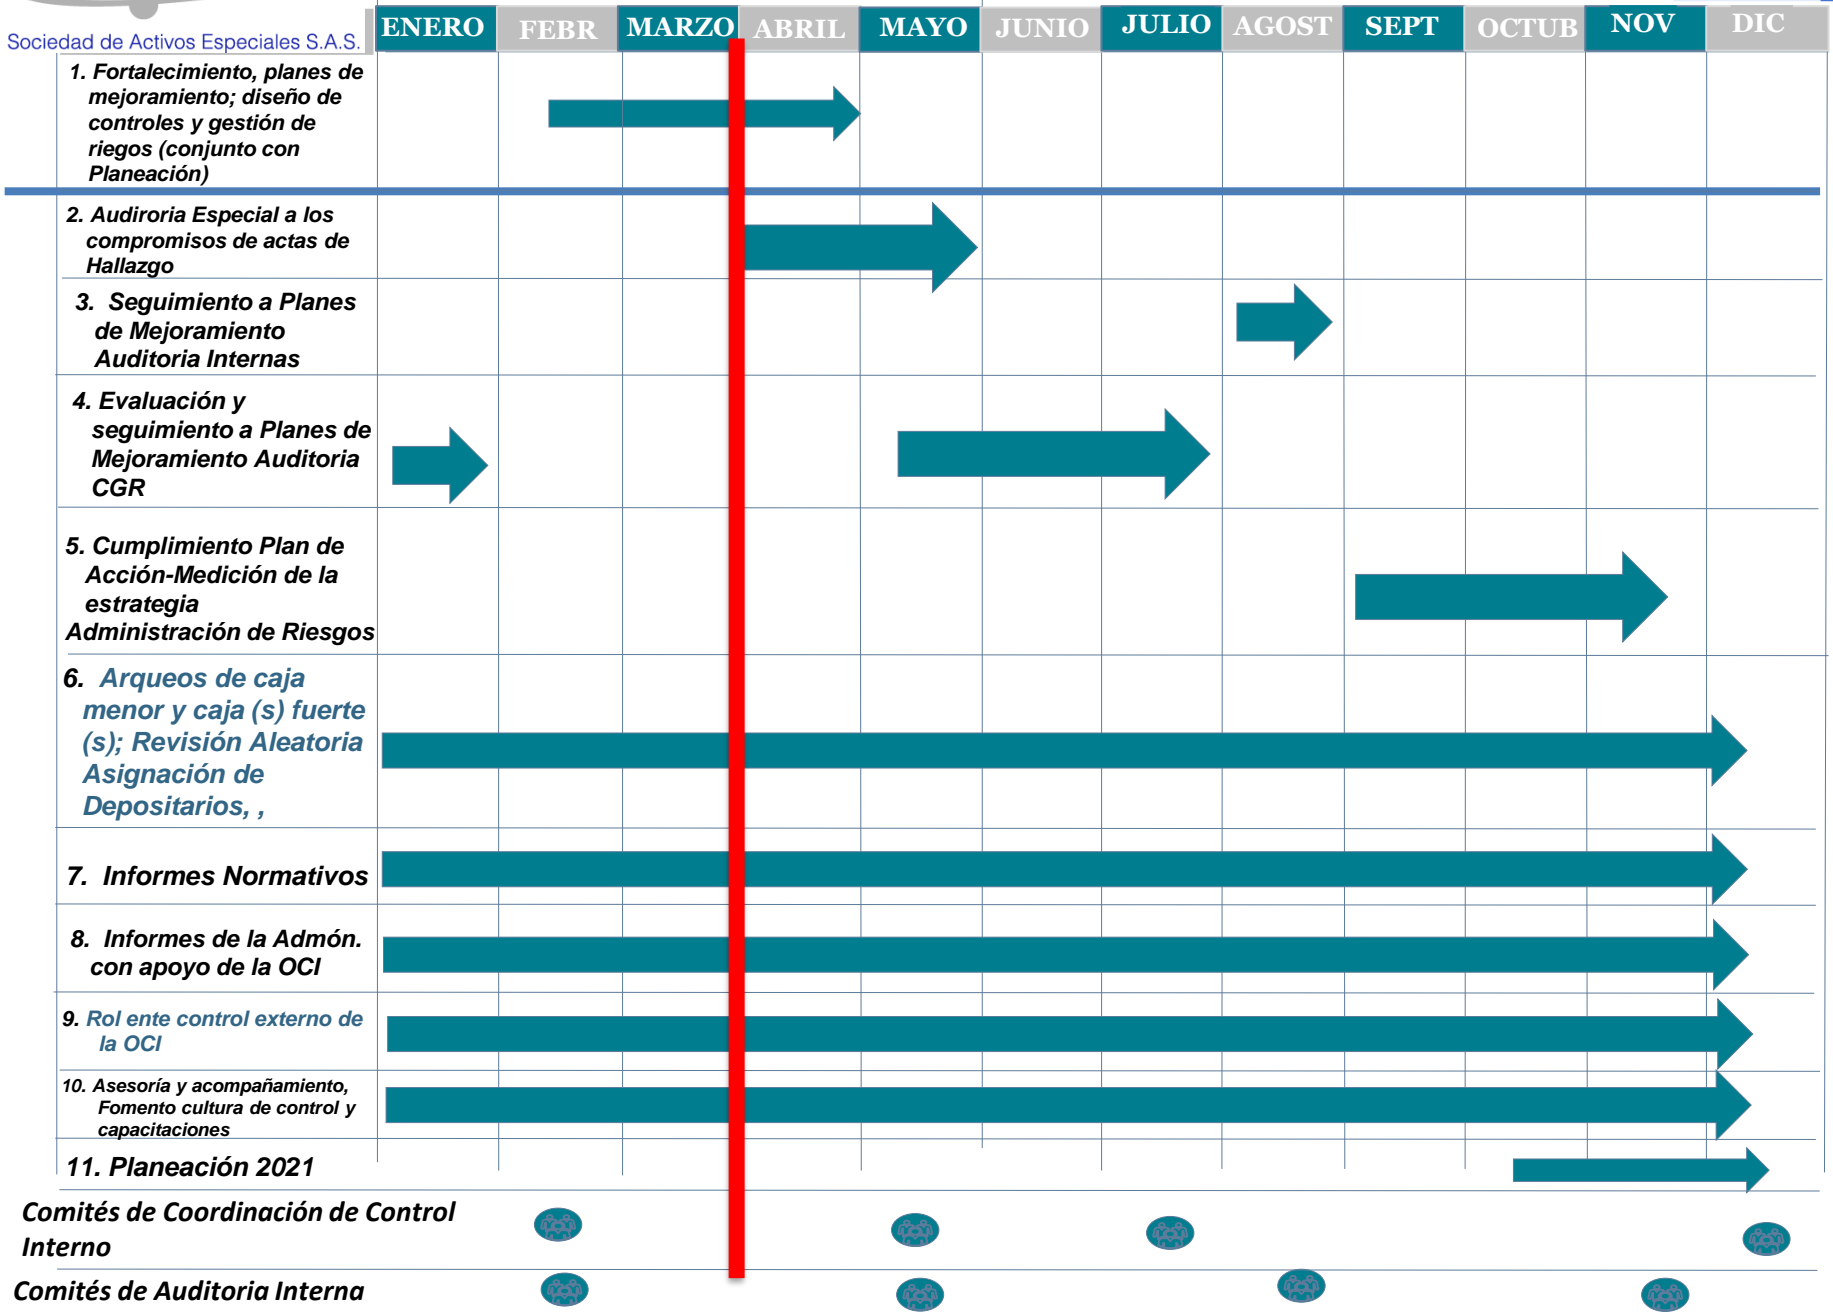 Sociedad de Activos Especiales S.A.S.
ENERO FEBR MARZO ABRIL MAYO JUNIO JULIO AGOST SEPT OCTUB NOV DIC
1. Fortalecimiento, planes de
mejoramiento; diseño de
controles y gestión de
riegos (conjunto con
Planeación)
2. Audiroria Especial a los
compromisos de actas de
Hallazgo
3. Seguimiento a Planes
de Mejoramiento
Auditoria Internas
4. Evaluación y
seguimiento a Planes de
Mejoramiento Auditoria
CGR
5. Cumplimiento Plan de
Acción-Medición de la
estrategia
Administración de Riesgos
6. Arqueos de caja
menor y caja (s) fuerte
(s); Revisión Aleatoria
Asignación de
Depositarios, ,
7. Informes Normativos
8. Informes de la Admón.
con apoyo de la OCI
9. Rol ente control externo de
la OCI
10. Asesoría y acompañamiento,
Fomento cultura de control y
capacitaciones
11. Planeación 2021
Comités de Coordinación de Control
Interno
Comités de Auditoria Interna